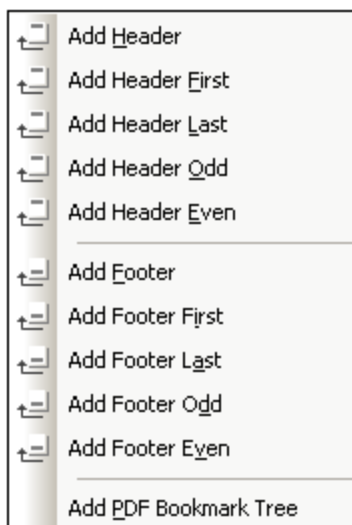 Add Header
Add Header First
Add Header Last
Add Header Odd
Add Header Even
Add Footer
Add Footer First
Add Footer Last
Add Footer Odd
Add Footer Even
Add PDF Bookmark Tree